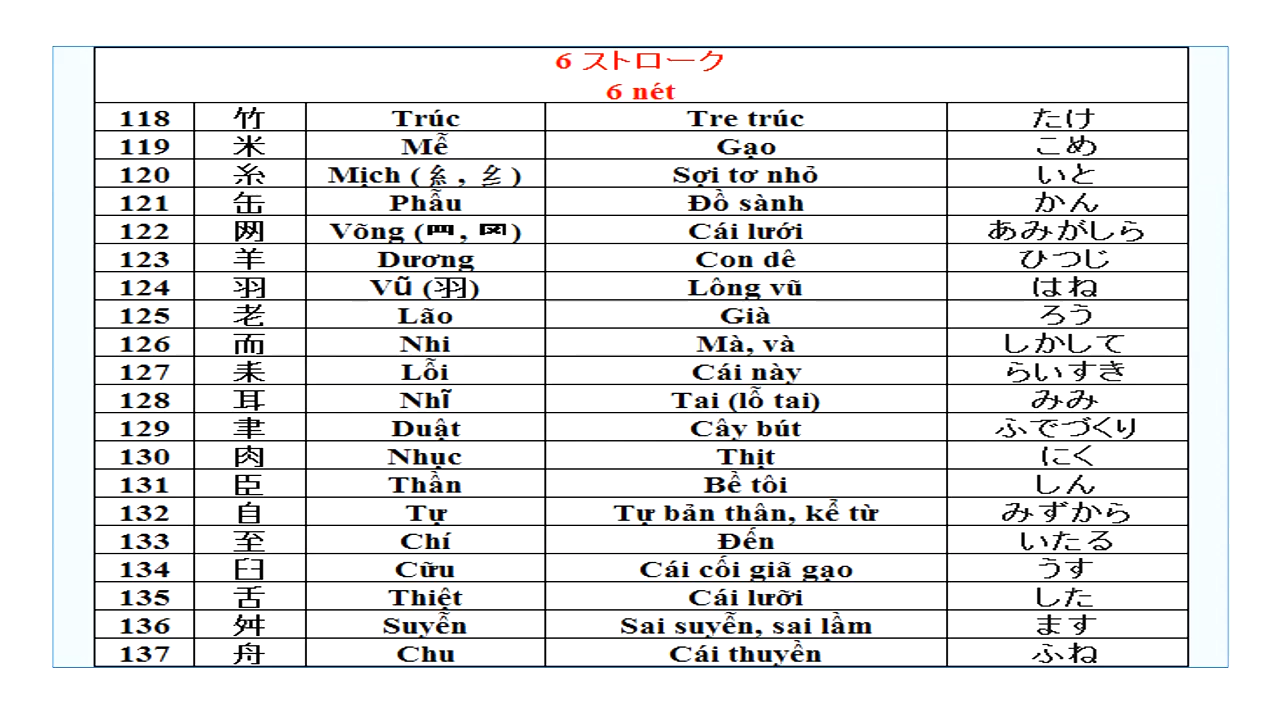 6 ストローク
6 nét
118 竹 Trúc Tre trúc たけ
119 米 Mễ Gạo こめ
120 糸 Mịch (糸, 糹) Sợi tơ nhỏ いと
121 缶 Phẫu Đồ sành かん
122 网 Võng (罒, 罓) Cái lưới あみがしら
123 羊 Dương Con dê ひつじ
124 羽 Vũ (羽) Lông vũ はね
125 老 Lão Già ろう
126 而 Nhi Mà, và しかして
127 耒 Lỗi Cái này らいすき
128 耳 Nhĩ Tai (lỗ tai) みみ
129 聿 Duật Cây bút ふでづくり
130 肉 Nhục Thịt にく
131 臣 Thần Bề tôi しん
132 自 Tự Tự bản thân, kể từ みずから
133 至 Chí Đến いたる
134 臼 Cữu Cái cối giã gạo うす
135 舌 Thiệt Cái lưỡi した
136 舛 Suyễn Sai suyễn, sai lầm ます
137 舟 Chu Cái thuyền ふね